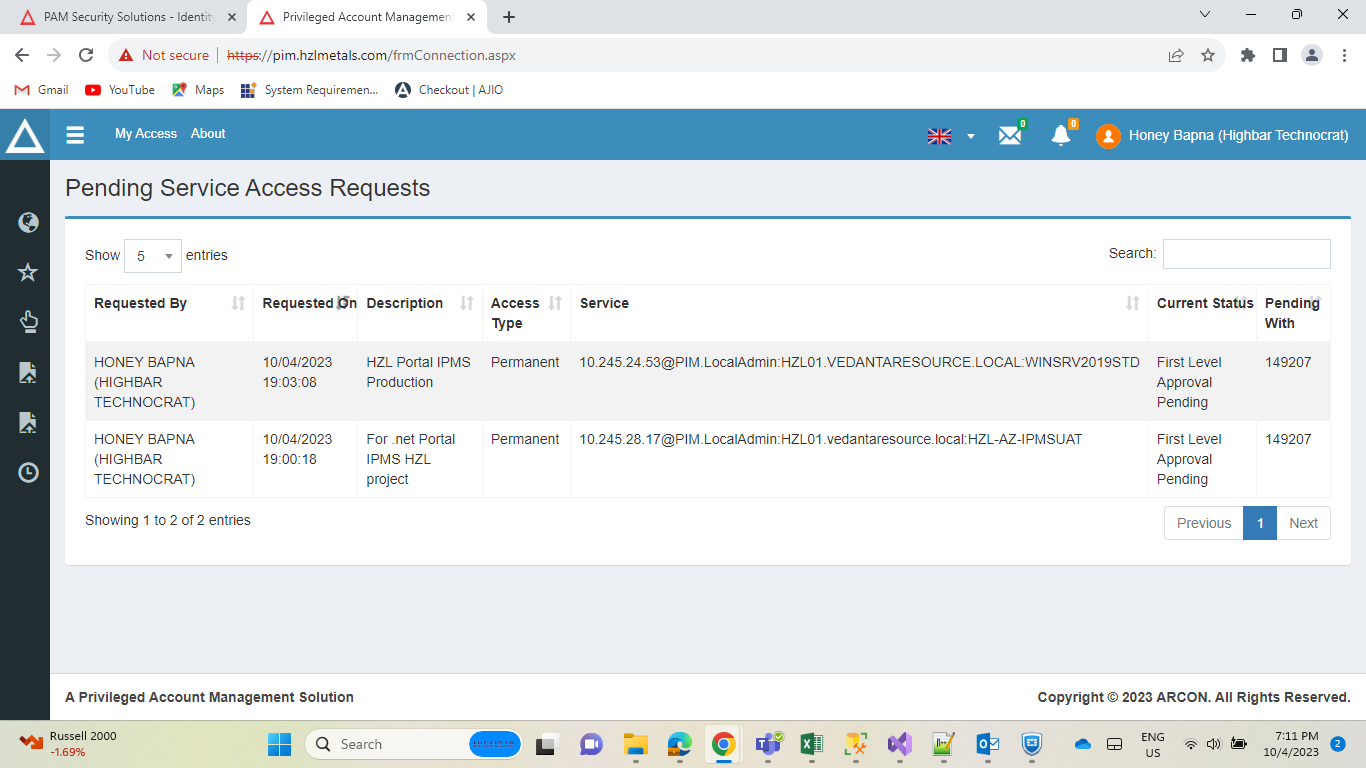 PAM Security Solutions - Identity
Privileged Account Management
Not secure
https://pim.hzlmetals.com/frmConnection.aspx
Gmail
YouTube
Maps
System Requiremen...
Checkout | AJIO
My Access
About
0
0
Honey Bapna (Highbar Technocrat)
Pending Service Access Requests
Show 5 entries
Search:
Requested By
Requested On
Description
Access Type
Service
Current Status
Pending With
HONEY BAPNA (HIGHBAR TECHNOCRAT)
10/04/2023 19:03:08
HZL Portal IPMS Production
Permanent
10.245.24.53@PIM.LocalAdmin:HZL01.VEDANTARESOURCE.LOCAL:WINSRV2019STD
First Level Approval Pending
149207
HONEY BAPNA (HIGHBAR TECHNOCRAT)
10/04/2023 19:00:18
For .net Portal IPMS HZL project
Permanent
10.245.28.17@PIM.LocalAdmin:HZL01.vedantaresource.local:HZL-AZ-IPMSUAT
First Level Approval Pending
149207
Showing 1 to 2 of 2 entries
Previous 1 Next
A Privileged Account Management Solution
Copyright © 2023 ARCON. All Rights Reserved.
Russell 2000
-1.69%
Search
ENG
US
7:11 PM
10/4/2023
2